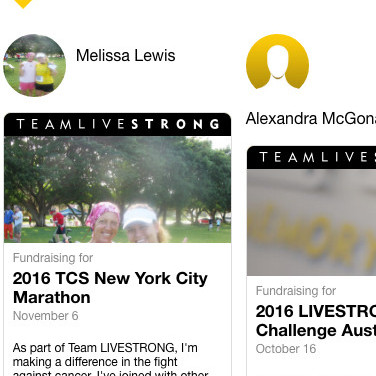 Melissa Lewis
TEAMLIVESTRONG
Fundraising for
2016 TCS New York City
Marathon
November 6
As part of Team LIVESTRONG, I'm
making a difference in the fight
against cancer. I've joined with other
Alexandra McGon
TEAMLIVES
Fundraising for
2016 LIVESTRO
Challenge Aust
October 16